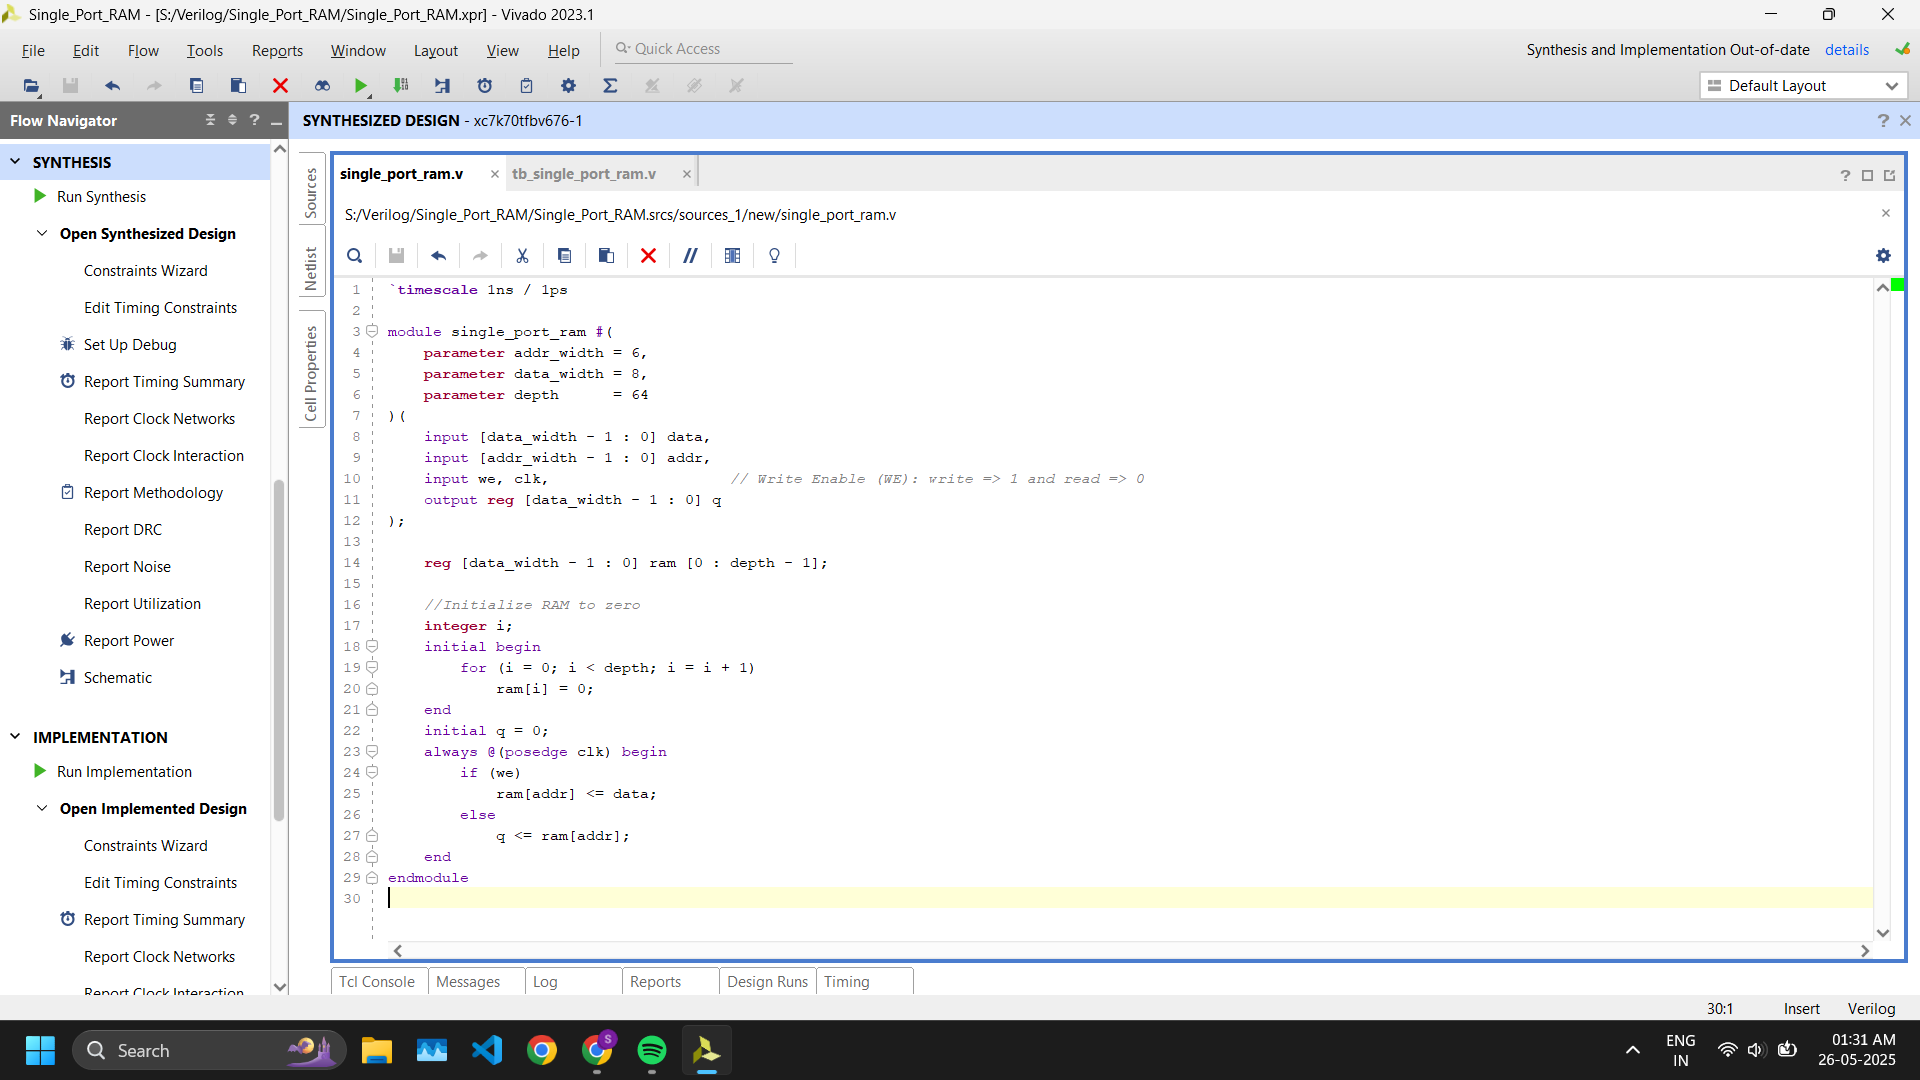 Single_Port_RAM - [S:/Verilog/Single_Port_RAM/Single_Port_RAM.xpr] - Vivado 2023.1
File Edit Flow Tools Reports Window Layout View Help Quick Access
Synthesis and Implementation Out-of-date details
Default Layout
Flow Navigator
SYNTHESIS
Run Synthesis
Open Synthesized Design
Constraints Wizard
Edit Timing Constraints
Set Up Debug
Report Timing Summary
Report Clock Networks
Report Clock Interaction
Report Methodology
Report DRC
Report Noise
Report Utilization
Report Power
Schematic
IMPLEMENTATION
Run Implementation
Open Implemented Design
Constraints Wizard
Edit Timing Constraints
Report Timing Summary
Report Clock Networks
Report Clock Interaction
SYNTHESIZED DESIGN - xc7k70tfbv676-1
Sources
Netlist
Cell Properties
single_port_ram.v
tb_single_port_ram.v
S:/Verilog/Single_Port_RAM/Single_Port_RAM.srcs/sources_1/new/single_port_ram.v
1 `timescale 1ns / 1ps
2
3 module single_port_ram #(
4 parameter addr_width = 6,
5 parameter data_width = 8,
6 parameter depth = 64
7 )(
8 input [data_width - 1 : 0] data,
9 input [addr_width - 1 : 0] addr,
10 input we, clk, // Write Enable (WE): write => 1 and read => 0
11 output reg [data_width - 1 : 0] q
12 );
13
14 reg [data_width - 1 : 0] ram [0 : depth - 1];
15
16 //Initialize RAM to zero
17 integer i;
18 initial begin
19 for (i = 0; i < depth; i = i + 1)
20 ram[i] = 0;
21 end
22 initial q = 0;
23 always @(posedge clk) begin
24 if (we)
25 ram[addr] <= data;
26 else
27 q <= ram[addr];
28 end
29 endmodule
30
Tcl Console Messages Log Reports Design Runs Timing
30:1 Insert Verilog
Search
S
ENG
IN
01:31 AM
26-05-2025